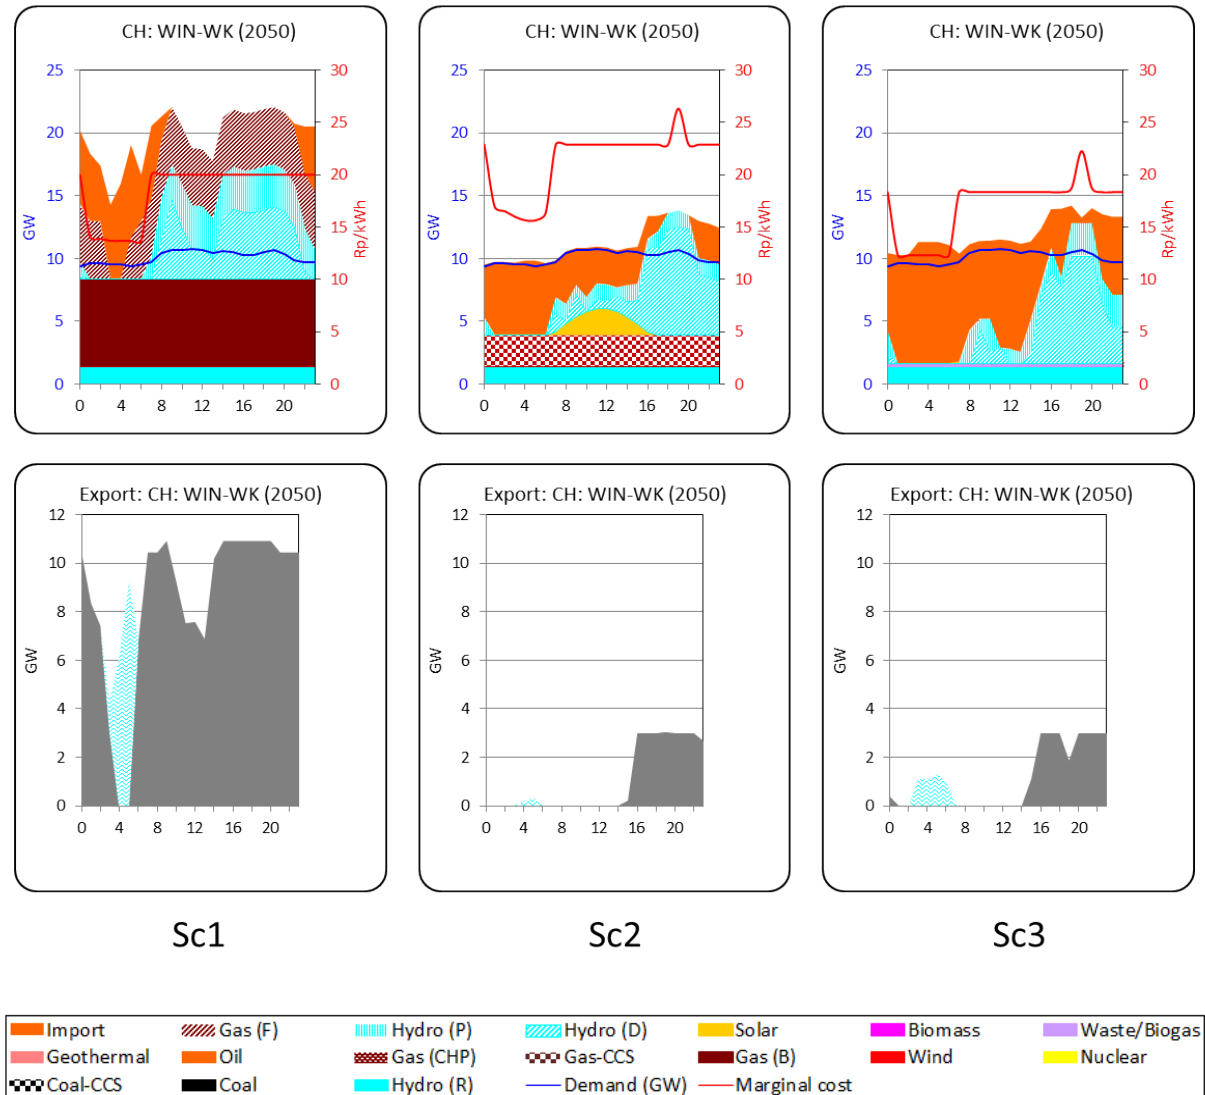 CH: WIN-WK (2050)
25
20
15
10
5
0
GW
30
25
20
15
10
5
0
Rp/kWh
0 4 8 12 16 20
CH: WIN-WK (2050)
25
20
15
10
5
0
GW
30
25
20
15
10
5
0
Rp/kWh
0 4 8 12 16 20
CH: WIN-WK (2050)
25
20
15
10
5
0
GW
30
25
20
15
10
5
0
Rp/kWh
0 4 8 12 16 20
Export: CH: WIN-WK (2050)
12
10
8
6
4
2
0
GW
0 4 8 12 16 20
Export: CH: WIN-WK (2050)
12
10
8
6
4
2
0
GW
0 4 8 12 16 20
Export: CH: WIN-WK (2050)
12
10
8
6
4
2
0
GW
0 4 8 12 16 20
Sc1 Sc2 Sc3
Import Gas (F) Hydro (P) Hydro (D) Solar Biomass Waste/Biogas
Geothermal Oil Gas (CHP) Gas-CCS Gas (B) Wind Nuclear
Coal-CCS Coal Hydro (R) Demand (GW) Marginal cost